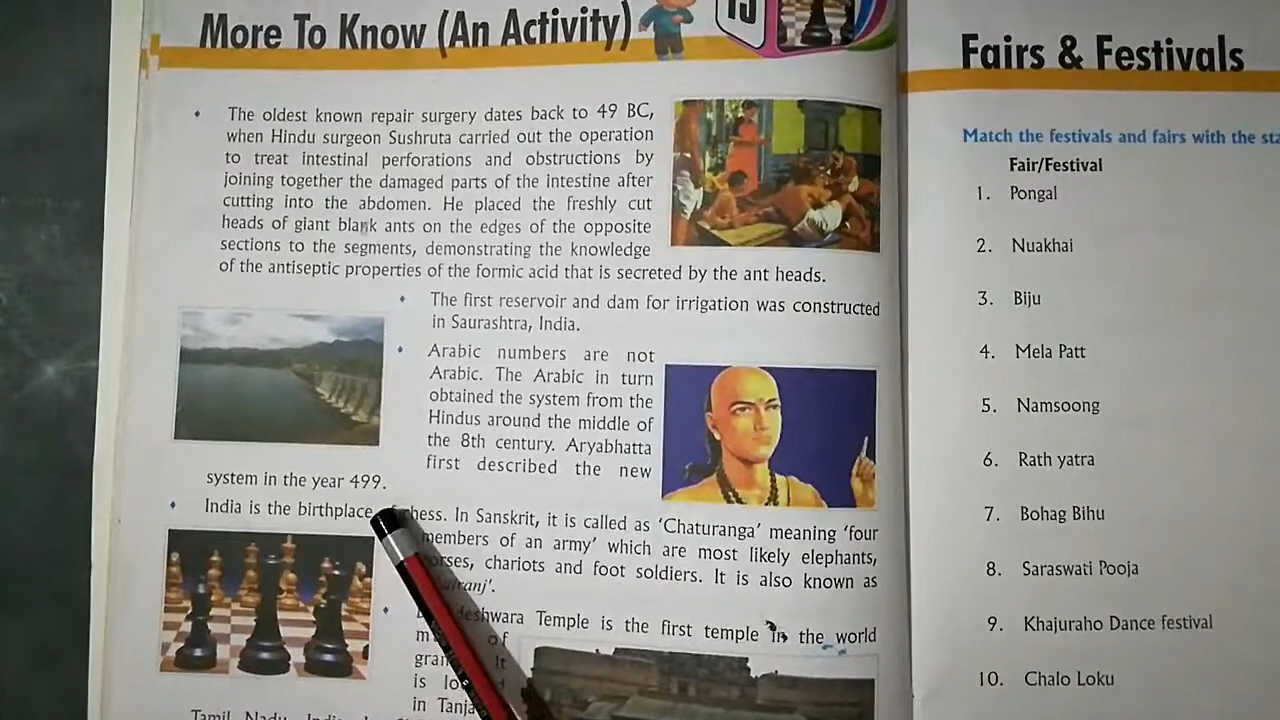 More To Know (An Activity)
15
The oldest known repair surgery dates back to 49 BC,
when Hindu surgeon Sushruta carried out the operation
to treat intestinal perforations and obstructions by
joining together the damaged parts of the intestine after
cutting into the abdomen. He placed the freshly cut
heads of giant blank ants on the edges of the opposite
sections to the segments, demonstrating the knowledge
of the antiseptic properties of the formic acid that is secreted by the ant heads.
The first reservoir and dam for irrigation was constructed
in Saurashtra, India.
Arabic numbers are not
Arabic. The Arabic in turn
obtained the system from the
Hindus around the middle of
the 8th century. Aryabhatta
first described the new
system in the year 499.
India is the birthplace chess. In Sanskrit, it is called as 'Chaturanga' meaning 'four
members of an army' which are most likely elephants,
chariots and foot soldiers. It is also known as
Temple is the first temple in the world
of
It
is
in
Tamil Nadu, India
Fairs & Festivals
Match the festivals and fairs with the
Fair/Festival
1. Pongal
2. Nuakhai
3. Biju
4. Mela Patt
5. Namsoong
6. Rath yatra
7. Bohag Bihu
8. Saraswati Pooja
9. Khajuraho Dance festival
10. Chalo Loku